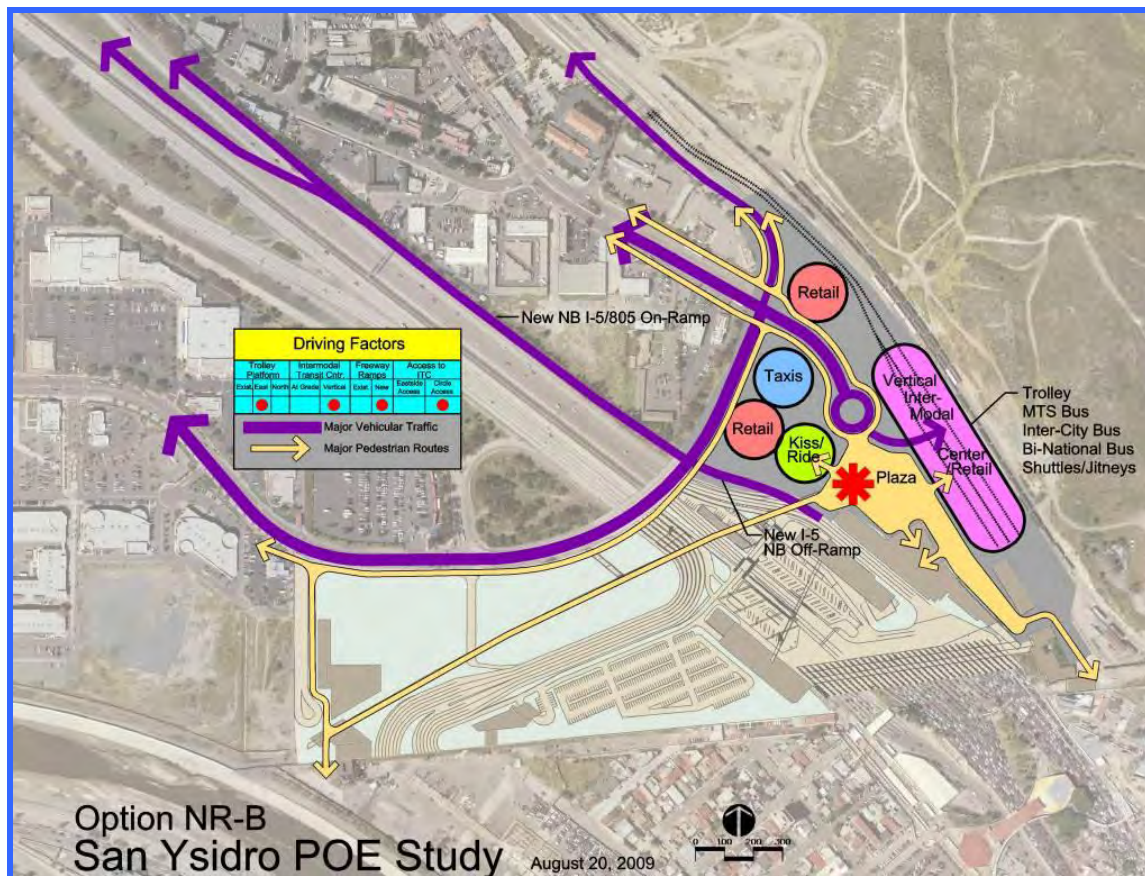 New NB I-5/805 On-Ramp
Driving Factors
Trolley Platform
Intermodal Transit Cntr.
Freeway Ramps
Access to ITC
Exist.
East
North
At Grade
Vertical
Exist.
New
Eastside Access
Circle Access
Major Vehicular Traffic
Major Pedestrian Routes
Retail
Taxis
Retail
Kiss/
Ride
Plaza
Vertical Inter-
Modal
Center
/Retail
Trolley
MTS Bus
Inter-City Bus
Bi-National Bus
Shuttles/Jitneys
New I-5
NB Off-Ramp
Option NR-B
San Ysidro POE Study
August 20, 2009
0 100 200 300